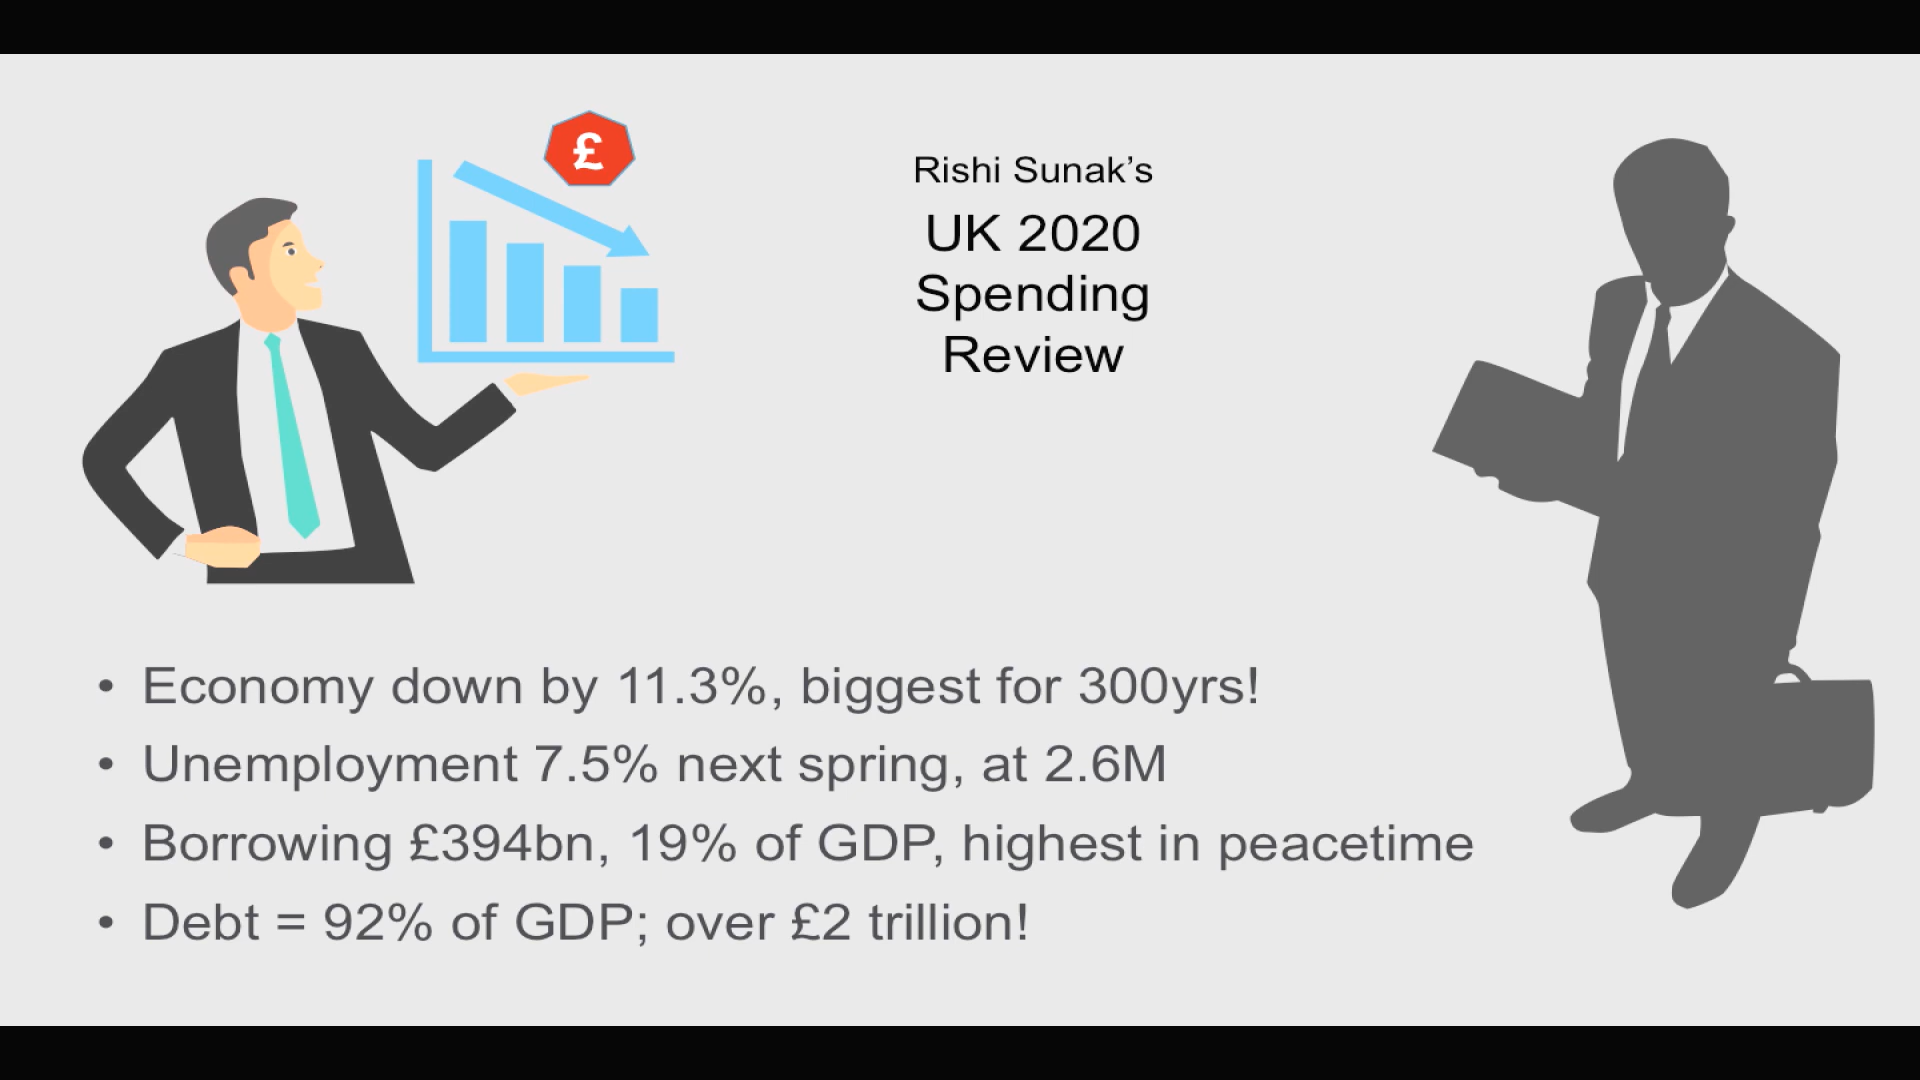 £
Rishi Sunak’s
UK 2020
Spending
Review
• Economy down by 11.3%, biggest for 300yrs!
• Unemployment 7.5% next spring, at 2.6M
• Borrowing £394bn, 19% of GDP, highest in peacetime
• Debt = 92% of GDP; over £2 trillion!